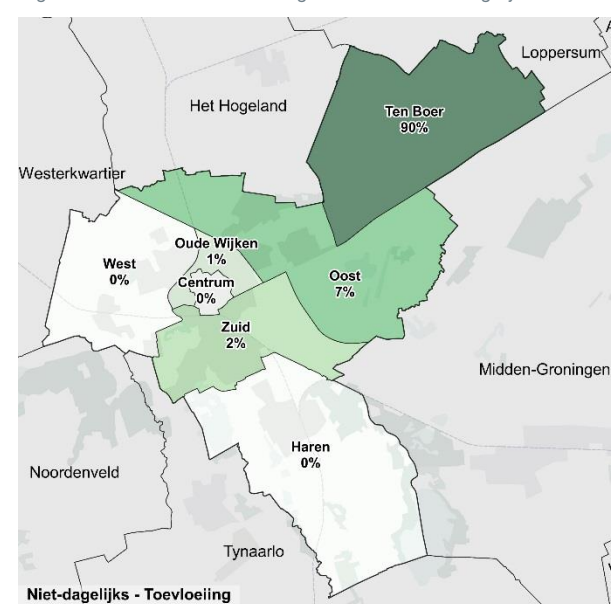 Loppersum
Het Hogeland
Ten Boer
90%
Westerkwartier
Oude Wijken
1%
West
0%
Centrum
0%
Oost
7%
Zuid
2%
Midden-Groningen
Haren
0%
Noordenveld
Tynaarlo
Niet-dagelijks - Toevloeiing